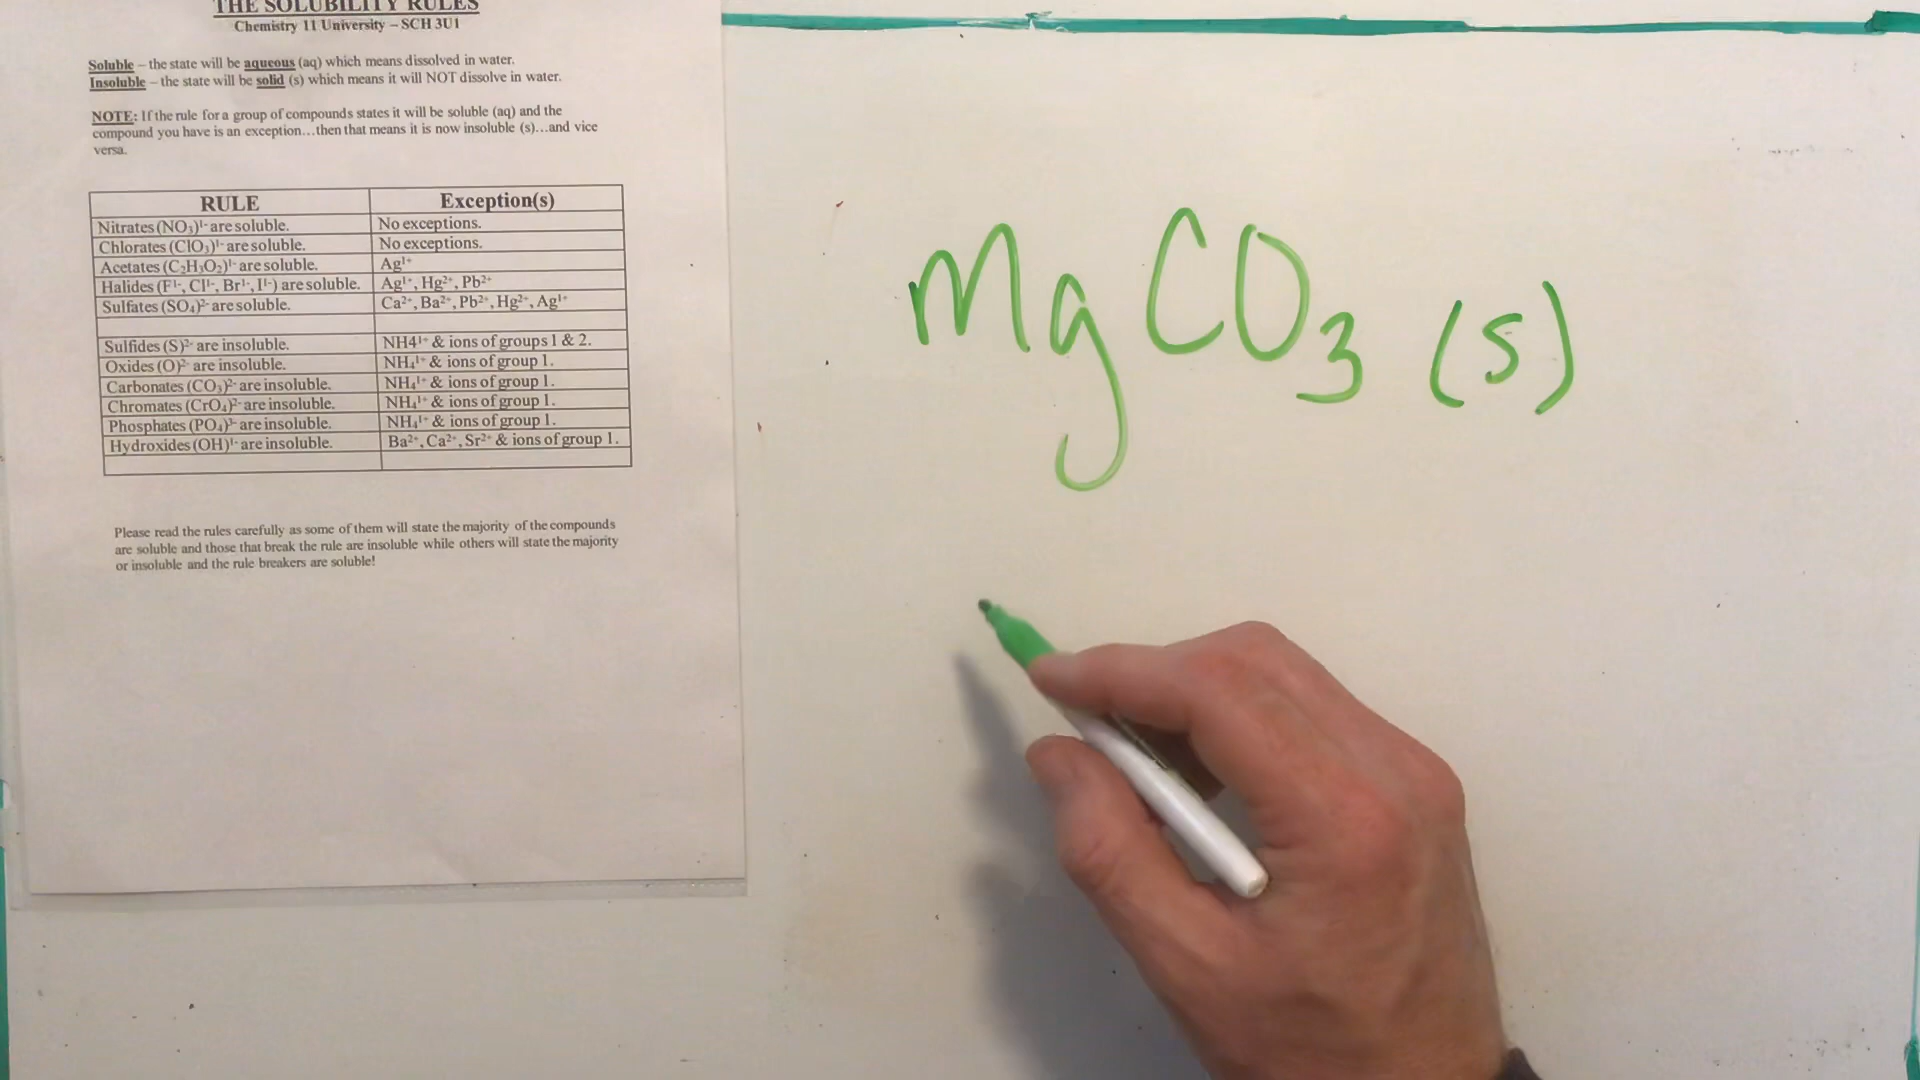 THE SOLUBILITY RULES
Chemistry 11 University – SCH 3U1
Soluble – the state will be aqueous (aq) which means dissolved in water.
Insoluble – the state will be solid (s) which means it will NOT dissolve in water.
NOTE: If the rule for a group of compounds states it will be soluble (aq) and the
compound you have is an exception…then that means it is now insoluble (s)…and vice
versa.
RULE Exception(s)
Nitrates (NO₃)¹⁻ are soluble. No exceptions.
Chlorates (ClO₃)¹⁻ are soluble. No exceptions.
Acetates (C₂H₃O₂)¹⁻ are soluble. Ag¹⁺
Halides (F¹⁻, Cl¹⁻, Br¹⁻, I¹⁻) are soluble. Ag¹⁺, Hg²⁺, Pb²⁺
Sulfates (SO₄)²⁻ are soluble. Ca²⁺, Ba²⁺, Pb²⁺, Hg²⁺, Ag¹⁺
Sulfides (S)²⁻ are insoluble. NH4¹⁺ & ions of groups 1 & 2.
Oxides (O)²⁻ are insoluble. NH₄¹⁺ & ions of group 1.
Carbonates (CO₃)²⁻ are insoluble. NH₄¹⁺ & ions of group 1.
Chromates (CrO₄)²⁻ are insoluble. NH₄¹⁺ & ions of group 1.
Phosphates (PO₄)³⁻ are insoluble. NH₄¹⁺ & ions of group 1.
Hydroxides (OH)¹⁻ are insoluble. Ba²⁺, Ca²⁺, Sr²⁺ & ions of group 1.
Please read the rules carefully as some of them will state the majority of the compounds
are soluble and those that break the rule are insoluble while others will state the majority
or insoluble and the rule breakers are soluble!
MgCO₃ (s)